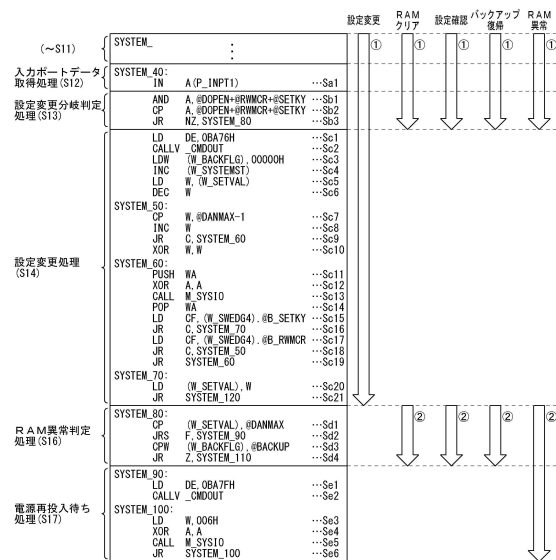 設定変更 RAMクリア 設定確認 バックアップ復帰 RAM異常
① ① ① ① ①
(~S11)
SYSTEM_
⋮
入力ポートデータ取得処理(S12)
SYSTEM_40:
IN A(P_INPT1) …Sa1
設定変更分岐判定処理(S13)
AND A,@DOPEN+@RWMCR+@SETKY …Sb1
CP A,@DOPEN+@RWMCR+@SETKY …Sb2
JR NZ,SYSTEM_80 …Sb3
設定変更処理(S14)
LD DE,0BA76H …Sc1
CALLV _CMDOUT …Sc2
LDW (W_BACKFLG),00000H …Sc3
INC (W_SYSTEMST) …Sc4
LD W,(W_SETVAL) …Sc5
DEC W …Sc6
SYSTEM_50:
CP W,@DANMAX-1 …Sc7
INC W …Sc8
JR C,SYSTEM_60 …Sc9
XOR W,W …Sc10
SYSTEM_60:
PUSH WA …Sc11
XOR A,A …Sc12
CALL M_SYSIO …Sc13
POP WA …Sc14
LD CF,(W_SWEDG4).@B_SETKY …Sc15
JR C,SYSTEM_70 …Sc16
LD CF,(W_SWEDG4).@B_RWMCR …Sc17
JR C,SYSTEM_50 …Sc18
JR SYSTEM_60 …Sc19
SYSTEM_70:
LD (W_SETVAL),W …Sc20
JR SYSTEM_120 …Sc21
② ② ② ②
RAM異常判定処理(S16)
SYSTEM_80:
CP (W_SETVAL),@DANMAX …Sd1
JRS F,SYSTEM_90 …Sd2
CPW (W_BACKFLG),@BACKUP …Sd3
JR Z,SYSTEM_110 …Sd4
電源再投入待ち処理(S17)
SYSTEM_90:
LD DE,0BA7FH …Se1
CALLV _CMDOUT …Se2
SYSTEM_100:
LD W,006H …Se3
XOR A,A …Se4
CALL M_SYSIO …Se5
JR SYSTEM_100 …Se6